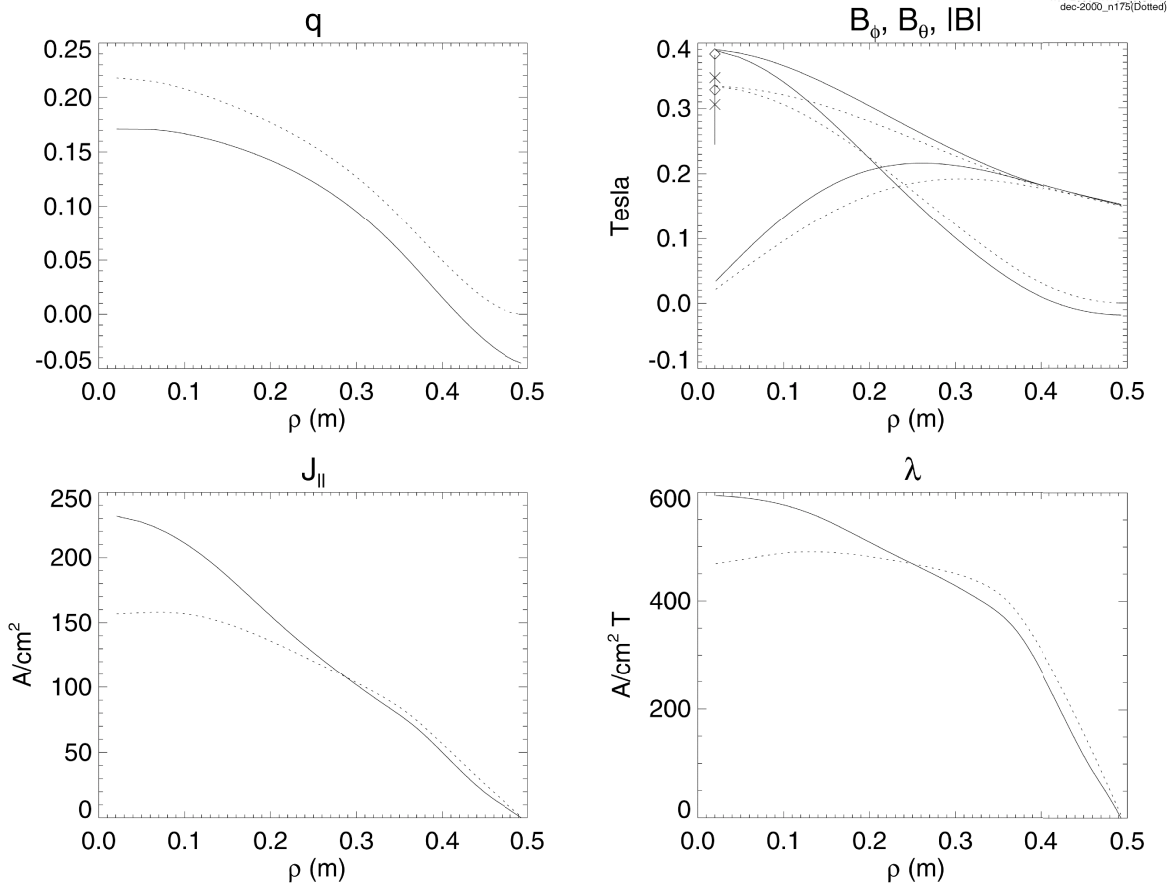 dec-2000_n175(Dotted)
q
0.25
0.20
0.15
0.10
0.05
0.00
-0.05
0.0 0.1 0.2 0.3 0.4 0.5
ρ (m)
Bϕ, Bθ, |B|
Tesla
0.4
0.3
0.2
0.1
0.0
-0.1
0.0 0.1 0.2 0.3 0.4 0.5
ρ (m)
J||
A/cm²
250
200
150
100
50
0
0.0 0.1 0.2 0.3 0.4 0.5
ρ (m)
λ
A/cm² T
600
400
200
0
0.0 0.1 0.2 0.3 0.4 0.5
ρ (m)